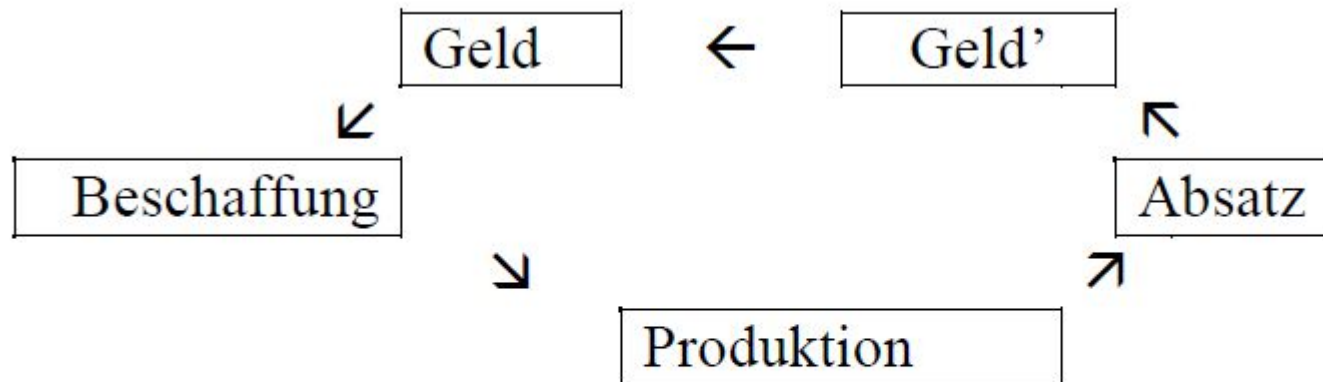 Geld ← Geld’
↙ ↖
Beschaffung Absatz
↘ ↗
Produktion